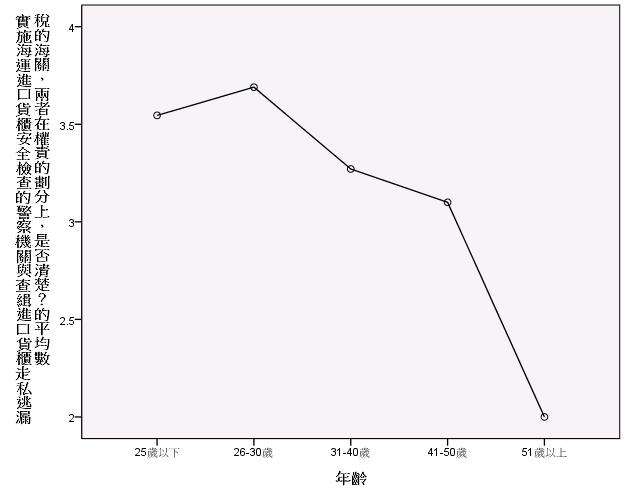 實施海運進口貨櫃安全檢查的警察機關與查緝進口貨櫃走私逃漏
稅的海關，兩者在權責的劃分上，是否清楚？的平均數
4
3.5
3
2.5
2
25歲以下
26-30歲
31-40歲
41-50歲
51歲以上
年齡